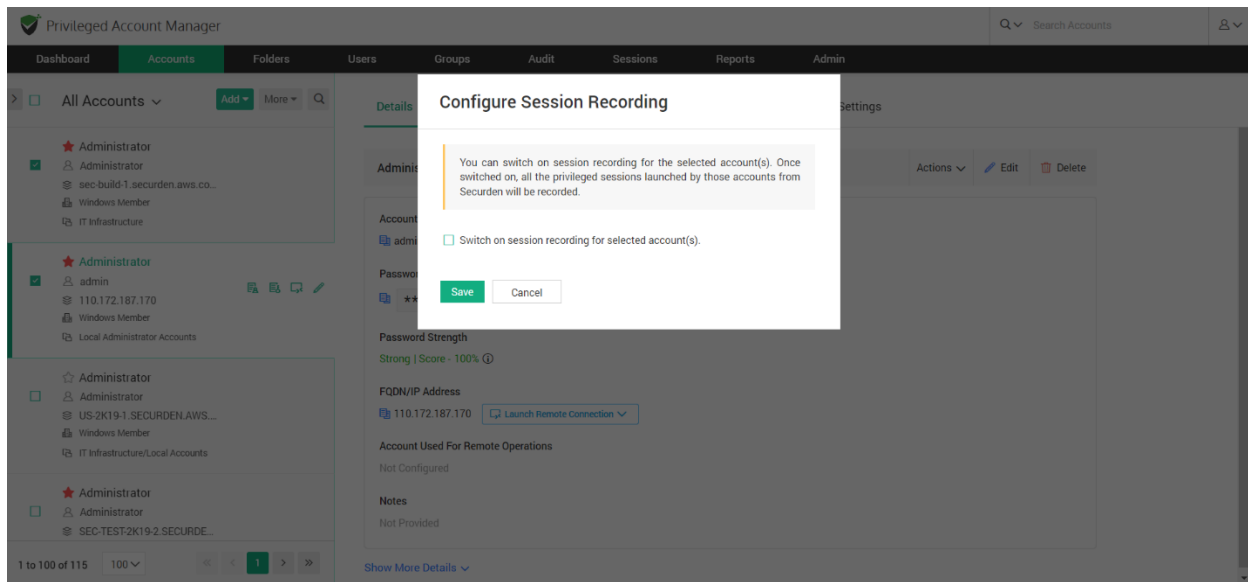 Privileged Account Manager
Search Accounts
Dashboard Accounts Folders Users Groups Audit Sessions Reports Admin
All Accounts Add More
Administrator
Administrator
sec-build-1.securden.aws.co...
Windows Member
IT Infrastructure
Administrator
admin
110.172.187.170
Windows Member
Local Administrator Accounts
Administrator
Administrator
US-2K19-1.SECURDEN.AWS....
Windows Member
IT Infrastructure/Local Accounts
Administrator
Administrator
SEC-TEST-2K19-2.SECURDE...
1 to 100 of 115 100 1
Details Settings
Configure Session Recording
You can switch on session recording for the selected account(s). Once
switched on, all the privileged sessions launched by those accounts from
Securden will be recorded.
Switch on session recording for selected account(s).
Save Cancel
Adminis Actions Edit Delete
Account
admi
Passwo
**
Password Strength
Strong | Score - 100%
FQDN/IP Address
110.172.187.170 Launch Remote Connection
Account Used For Remote Operations
Not Configured
Notes
Not Provided
Show More Details